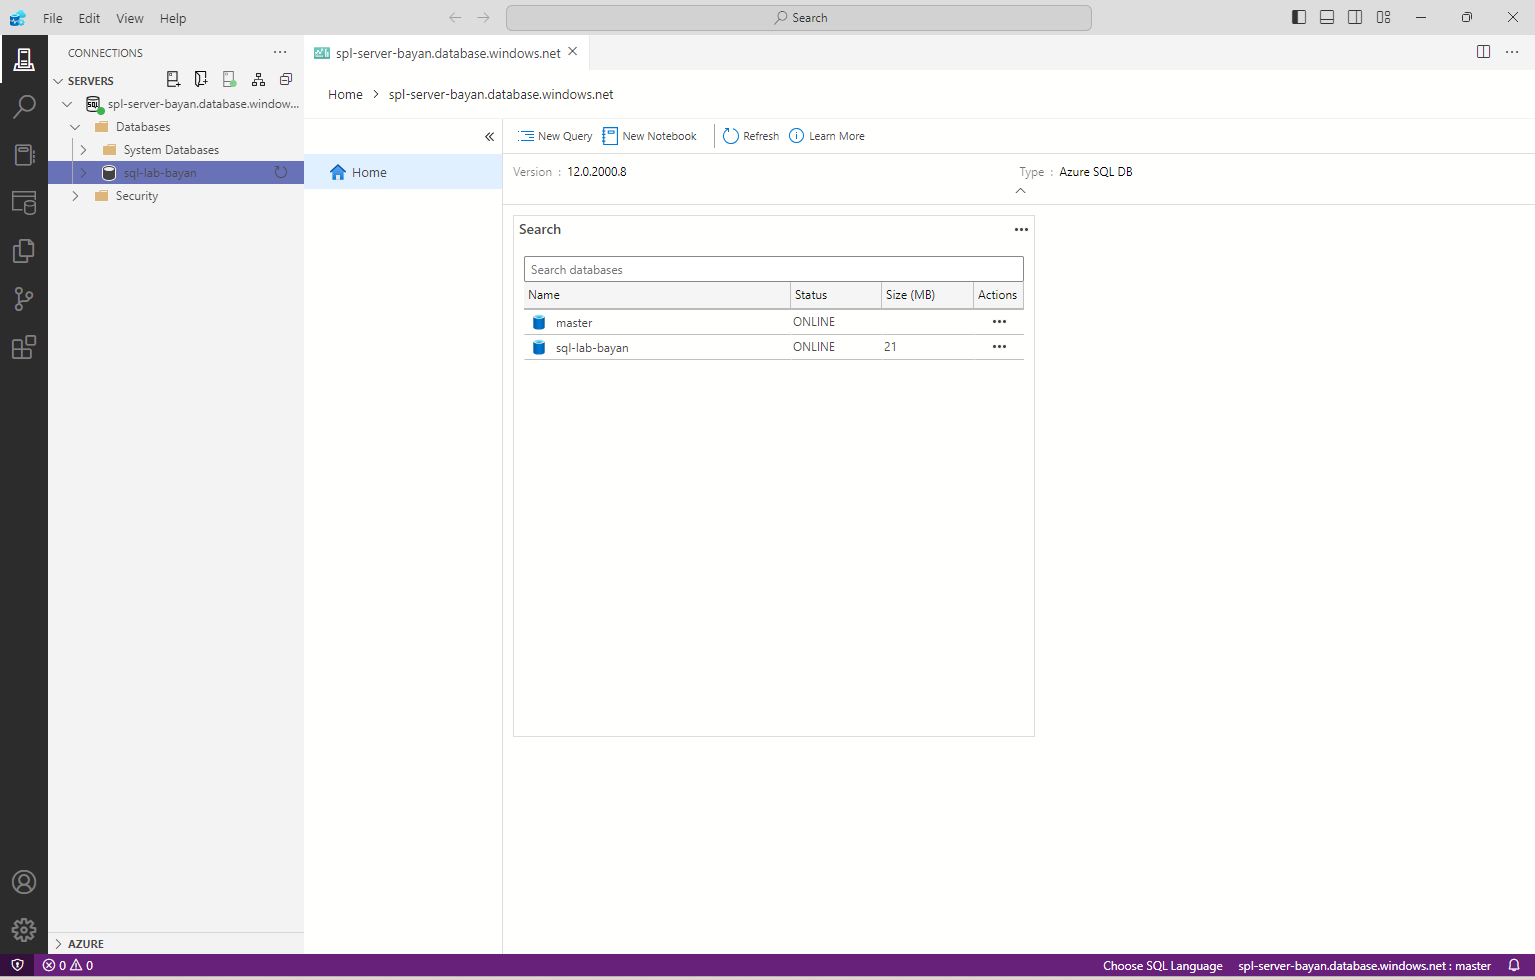 File Edit View Help
Search
CONNECTIONS
SERVERS
spl-server-bayan.database.window...
Databases
System Databases
sql-lab-bayan
Security
AZURE
spl-server-bayan.database.windows.net
Home > spl-server-bayan.database.windows.net
Home
New Query New Notebook Refresh Learn More
Version : 12.0.2000.8 Type : Azure SQL DB
Search
Search databases
Name Status Size (MB) Actions
master ONLINE
sql-lab-bayan ONLINE 21
0 0 Choose SQL Language spl-server-bayan.database.windows.net : master